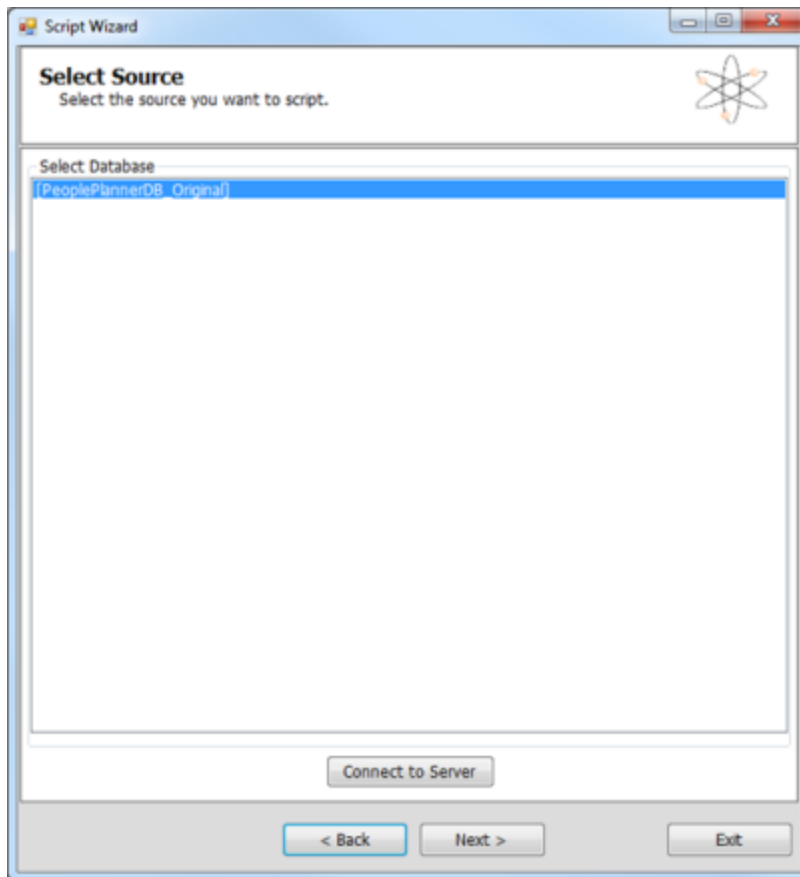 Script Wizard
Select Source
Select the source you want to script.
Select Database
[PeoplePlannerDB_Original]
Connect to Server
< Back Next > Exit